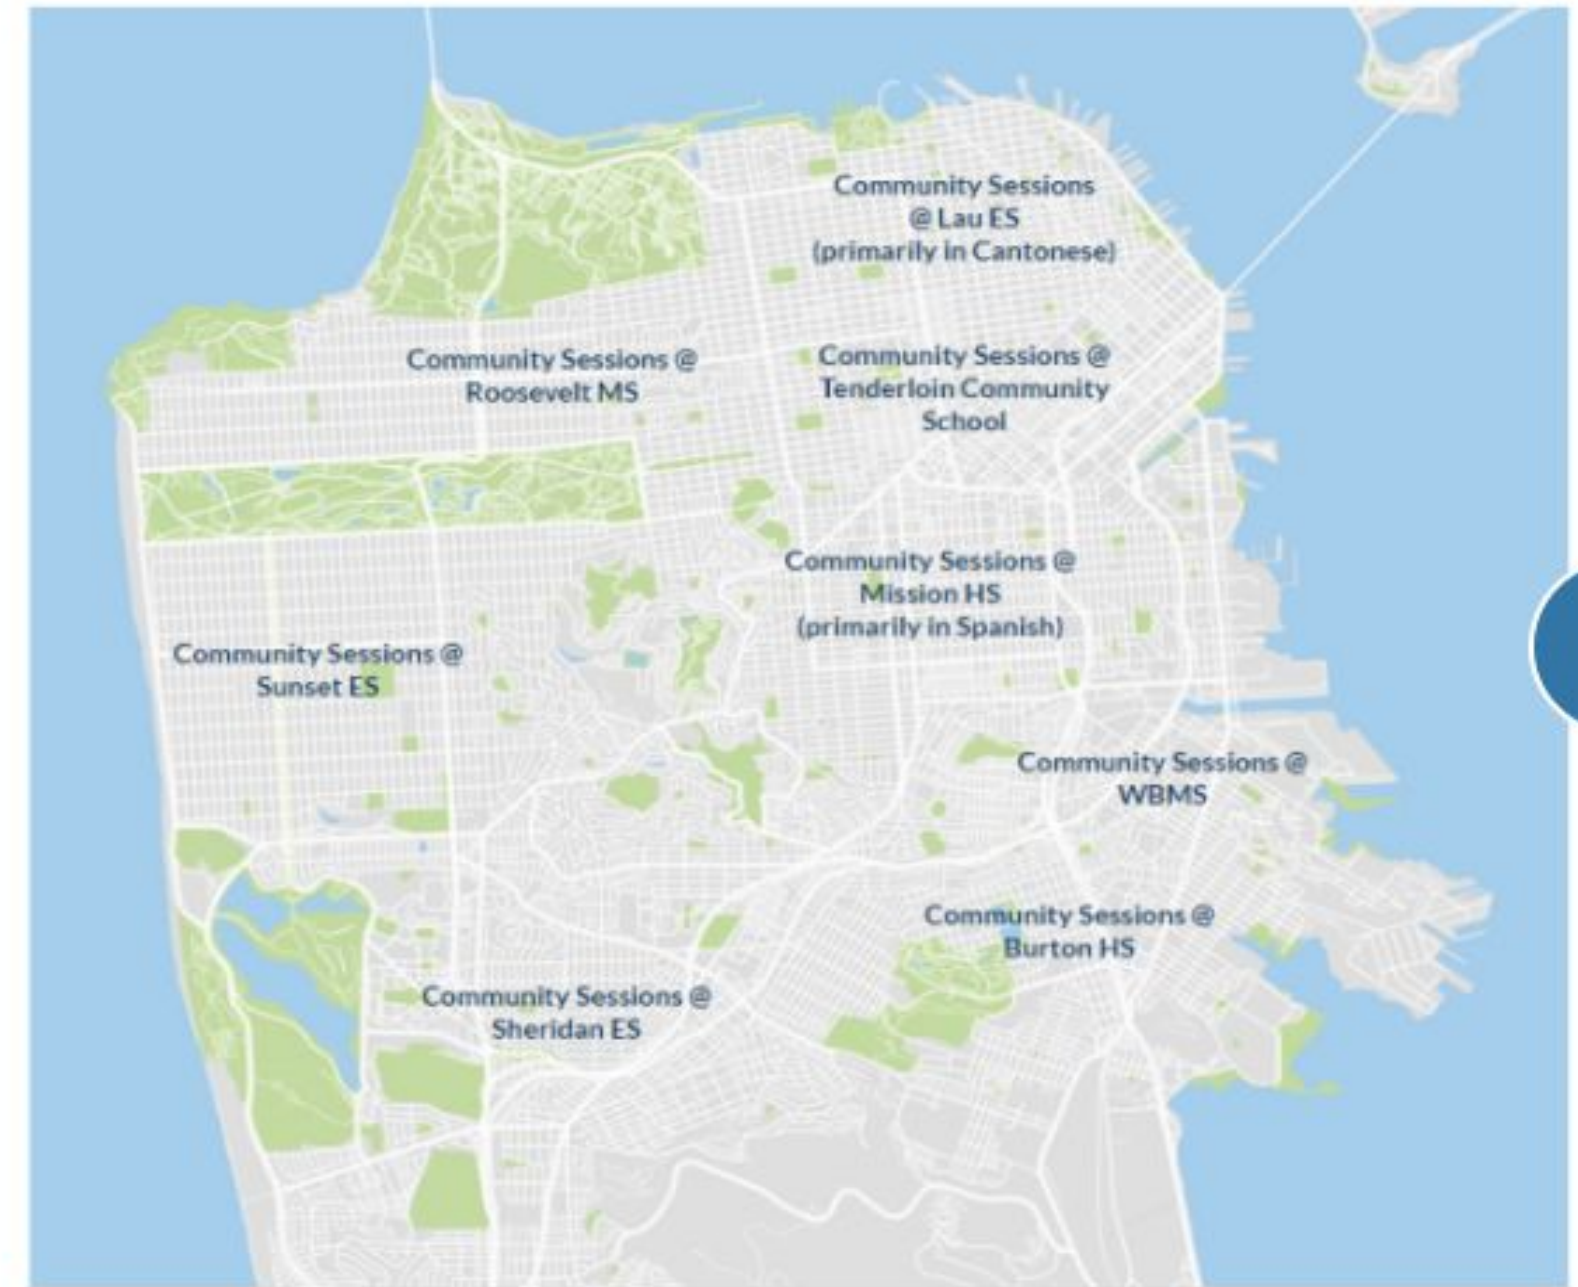 Community Sessions
@ Lau ES
(primarily in Cantonese)
Community Sessions @
Roosevelt MS
Community Sessions @
Tenderloin Community
School
Community Sessions @
Mission HS
(primarily in Spanish)
Community Sessions @
Sunset ES
Community Sessions @
WBMS
Community Sessions @
Burton HS
Community Sessions @
Sheridan ES